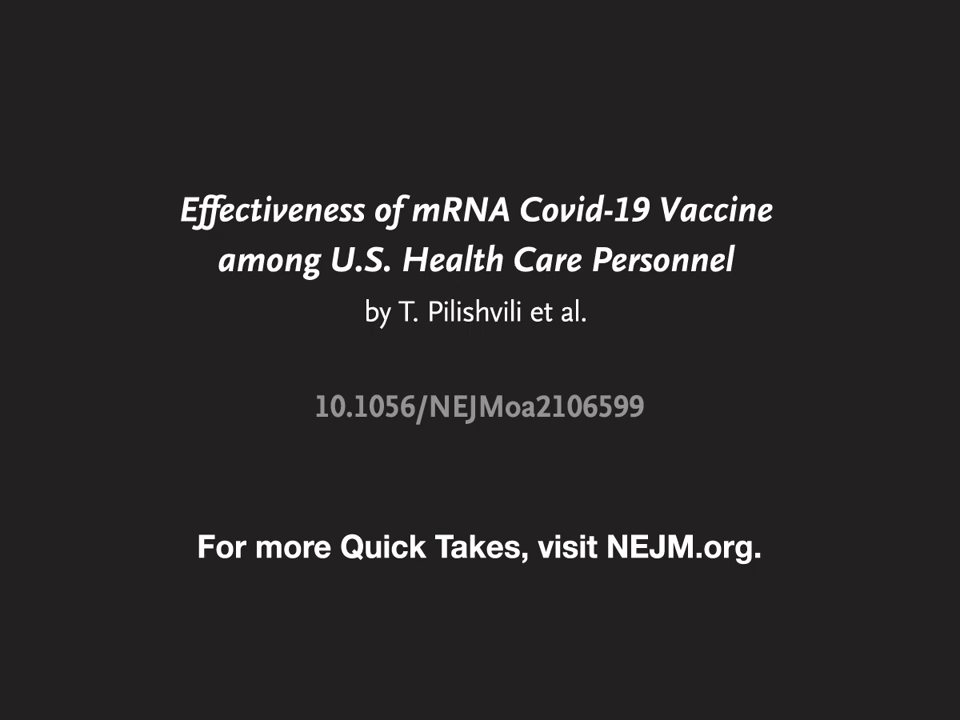 Effectiveness of mRNA Covid-19 Vaccine
among U.S. Health Care Personnel
by T. Pilishvili et al.
10.1056/NEJMoa2106599
For more Quick Takes, visit NEJM.org.